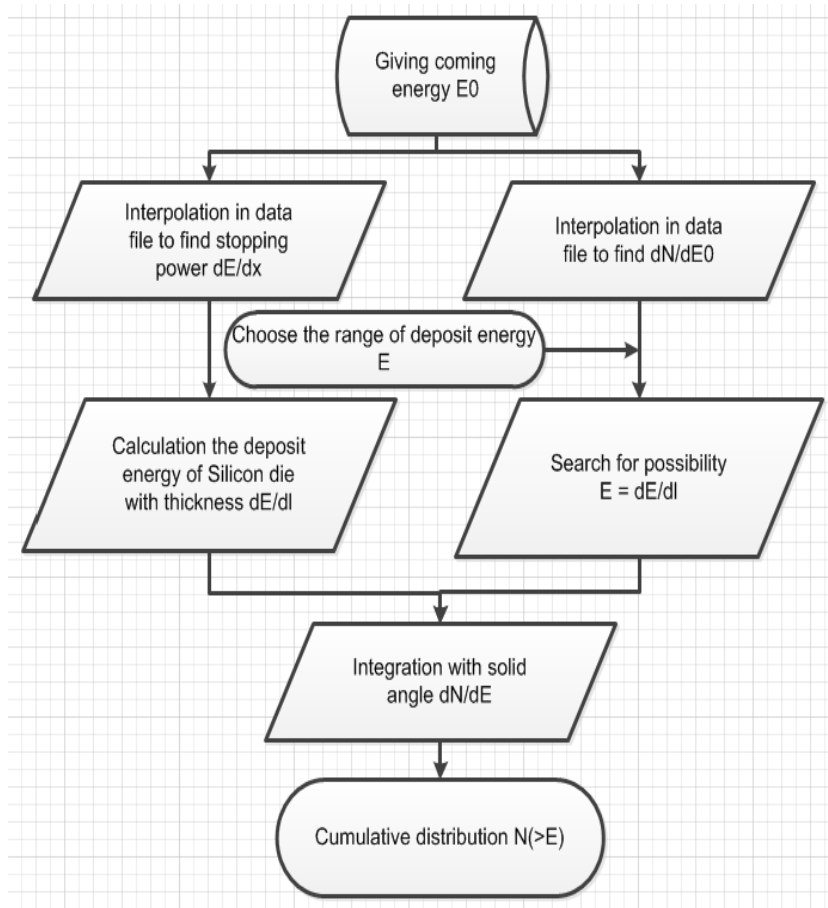 Giving coming
energy E0
Interpolation in data
file to find stopping
power dE/dx
Interpolation in data
file to find dN/dE0
Choose the range of deposit energy
E
Calculation the deposit
energy of Silicon die
with thickness dE/dl
Search for possibility
E = dE/dl
Integration with solid
angle dN/dE
Cumulative distribution N(>E)